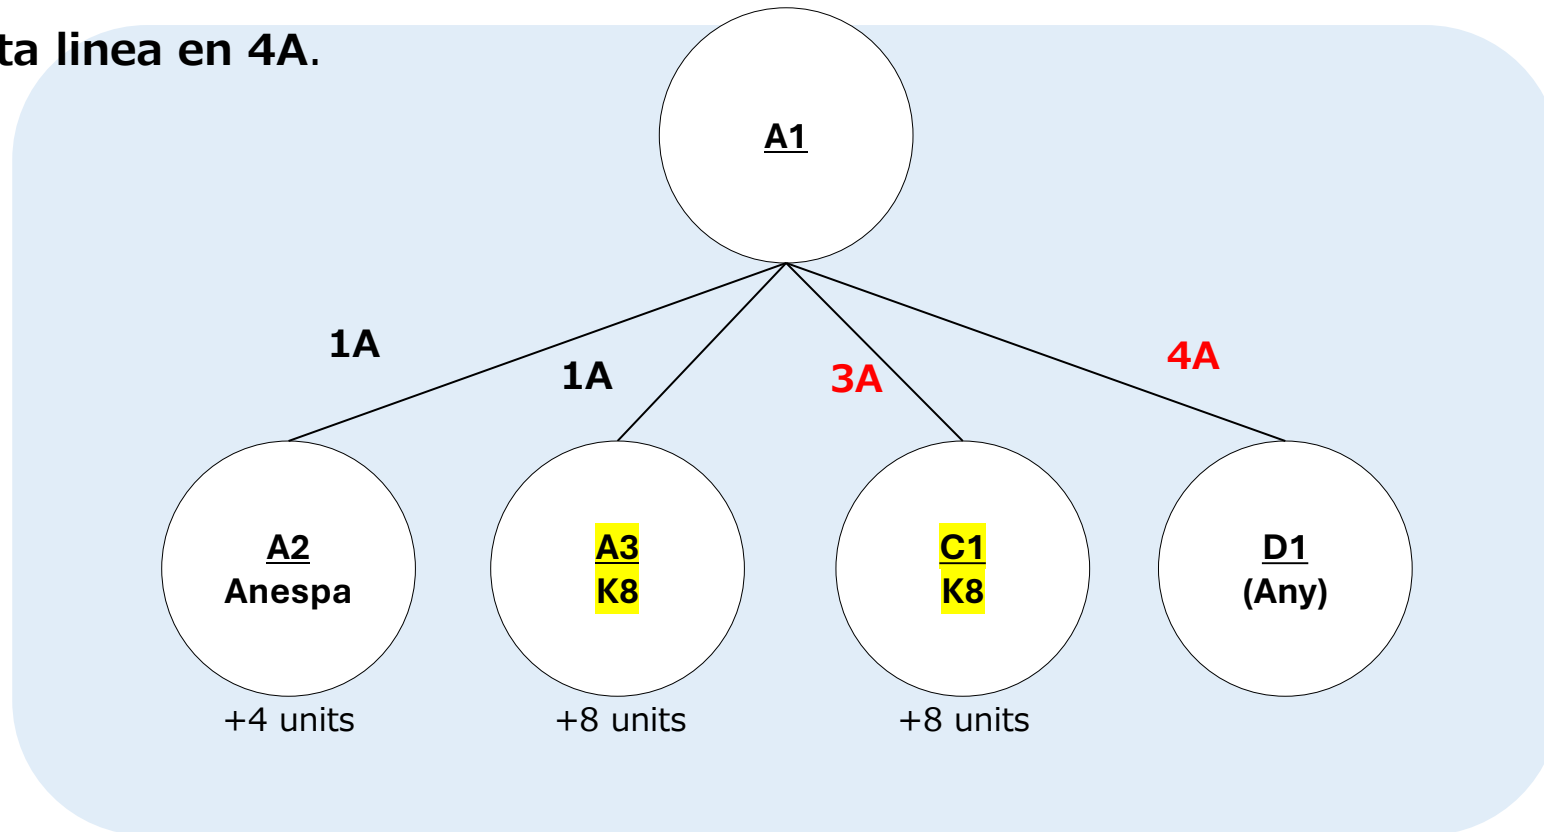 ta linea en 4A.
A1
1A
1A
3A
4A
A2
Anespa
A3
K8
C1
K8
D1
(Any)
+4 units
+8 units
+8 units